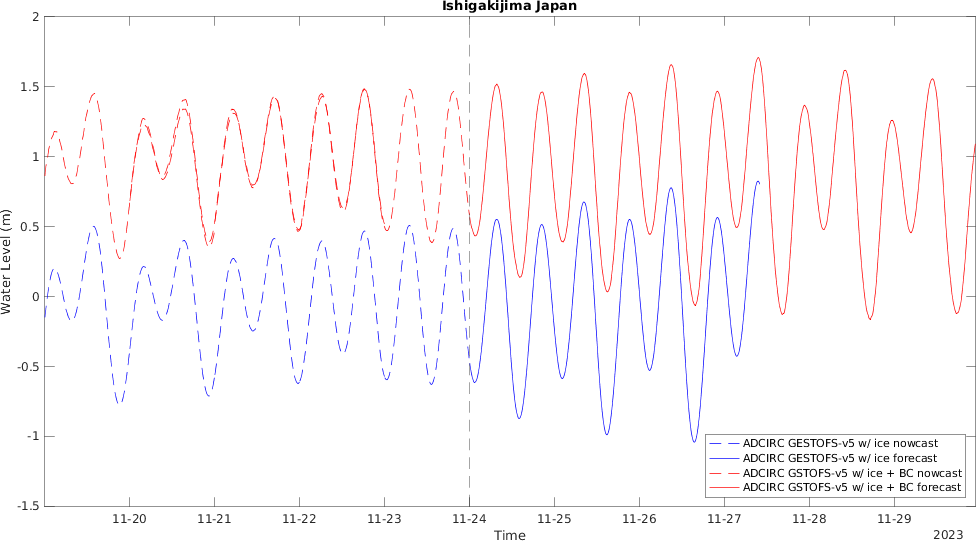 Ishigakijima Japan
Water Level (m)
2
1.5
1
0.5
0
-0.5
-1
-1.5
11-20 11-21 11-22 11-23 11-24 11-25 11-26 11-27 11-28 11-29
Time
2023
ADCIRC GESTOFS-v5 w/ ice nowcast
ADCIRC GESTOFS-v5 w/ ice forecast
ADCIRC GSTOFS-v5 w/ ice + BC nowcast
ADCIRC GSTOFS-v5 w/ ice + BC forecast